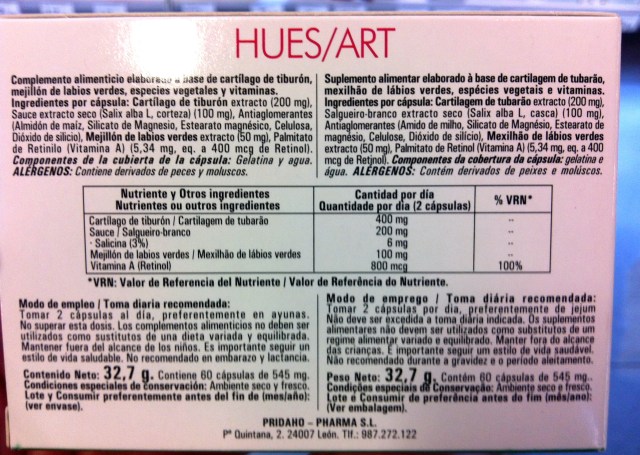 HUES/ART
Complemento alimenticio elaborado a base de cartílago de tiburón,
mejillón de labios verdes, especies vegetales y vitaminas.
Ingredientes por cápsula: Cartílago de tiburón extracto (200 mg),
Sauce extracto seco (Salix alba L, corteza) (100 mg), Antiaglomerantes
(Almidón de maíz, Silicato de Magnesio, Estearato magnésico, Celulosa,
Dióxido de silicio), Mejillón de labios verdes extracto (50 mg), Palmitato
de Retinilo (Vitamina A) (5,34 mg, eq. a 400 mcg de Retinol).
Componentes de la cubierta de la cápsula: Gelatina y agua.
ALÉRGENOS: Contiene derivados de peces y moluscos.
Suplemento alimentar elaborado à base de cartilagem de tubarão,
mexilhão de lábios verdes, espécies vegetais e vitaminas.
Ingredientes por cápsula: Cartilagem de tubarão extracto (200 mg),
Salgueiro-branco extracto seco (Salix alba L, casca) (100 mg),
Antiaglomerantes (Amido de milho, Silicato de Magnésio, Estearato de
magnésio, Celulose, Dióxido de silício), Mexilhão de lábios verdes
extracto (50 mg), Palmitato de Retinol (Vitamina A) (5,34 mg, eq. a 400
mcg de Retinol). Componentes da cobertura da cápsula: gelatina e
água. ALERGENOS: Contém derivados de peixes e molúscos.
Nutriente y Otros ingredientes
Nutrientes ou outros ingredientes
Cantidad por día
Quantidade por dia (2 cápsulas)
% VRN*
Cartílago de tiburón / Cartilagem de tubarão 400 mg --
Sauce / Salgueiro-branco 200 mg --
- Salicina (3%) 6 mg --
Mejillón de labios verdes / Mexilhão de lábios verdes 100 mg --
Vitamina A (Retinol) 800 mcg 100%
*VRN: Valor de Referencia del Nutriente / Valor de Referência do Nutriente.
Modo de empleo / Toma diaria recomendada:
Tomar 2 cápsulas al día, preferentemente en ayunas.
No superar esta dosis. Los complementos alimenticios no deben ser
utilizados como sustitutos de una dieta variada y equilibrada.
Mantener fuera del alcance de los niños. Es importante seguir un
estilo de vida saludable. No recomendado en embarazo y lactancia.
Contenido Neto: 32,7 g. Contiene 60 cápsulas de 545 mg.
Condiciones especiales de conservación: Ambiente seco y fresco.
Lote y Consumir preferentemente antes del fin de (mes/año):
(ver envase).
Modo de emprego / Toma diária recomendada:
Tomar 2 cápsulas por dia, preferentemente de jejum
Não deve ser excedida a toma diária indicada. Os suplementos
alimentares não devem ser utilizados como substitutos de um
regime alimentar variado e equilibrado. Manter fora do alcance
das crianças. É importante seguir um estilo de vida saudável.
Não recomendado durante a gravidez e o período aleitamento.
Peso Neto: 32,7 g. Contém 60 cápsulas de 545 mg..
Condições especiais de Conservação: Ambiente seco e fresco.
Lote e Consumir de preferência antes do fim (mês/ano):
(Ver embalagem).
PRIDAHO - PHARMA S.L.
Pº Quintana, 2. 24007 León. Tlf.: 987.272.122